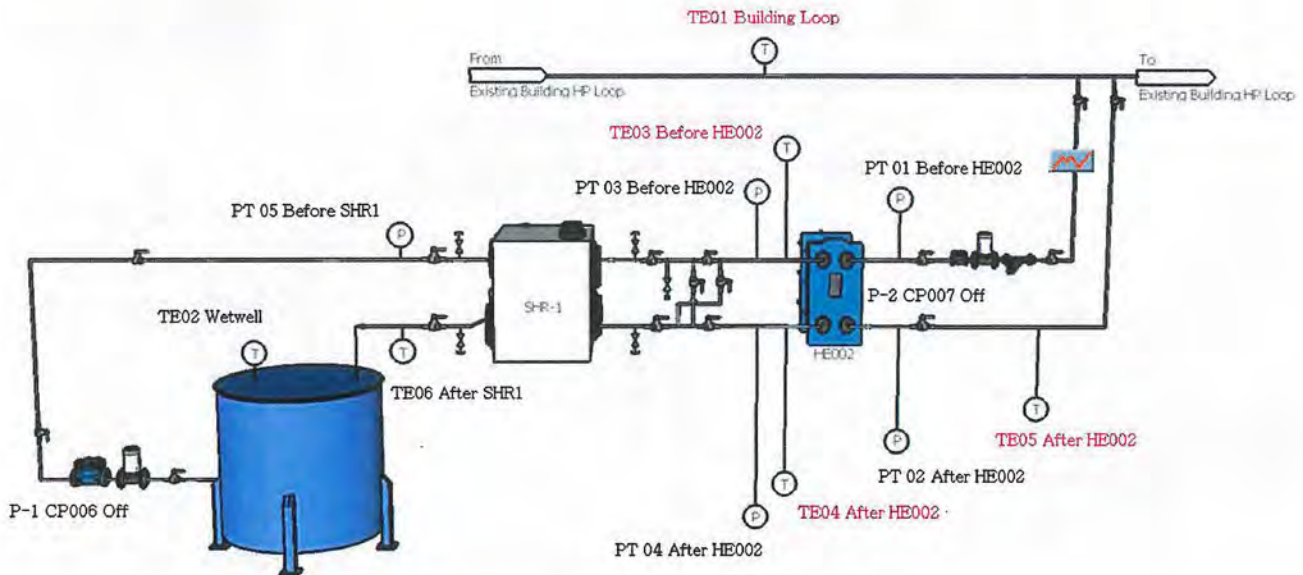 TE01 Building Loop
T
From
To
Existing Building HP Loop
Existing Building HP Loop
TE03 Before HE002
T
PT 01 Before HE002
PT 03 Before HE002
P
P
PT 05 Before SHR1
P
SHR-1
P-2 CP007 Off
TE02 Wetwell
T
T
HE002
TE06 After SHR1
T
TE05 After HE002
P
PT 02 After HE002
T
P-1 CP006 Off
TE04 After HE002
P
PT 04 After HE002